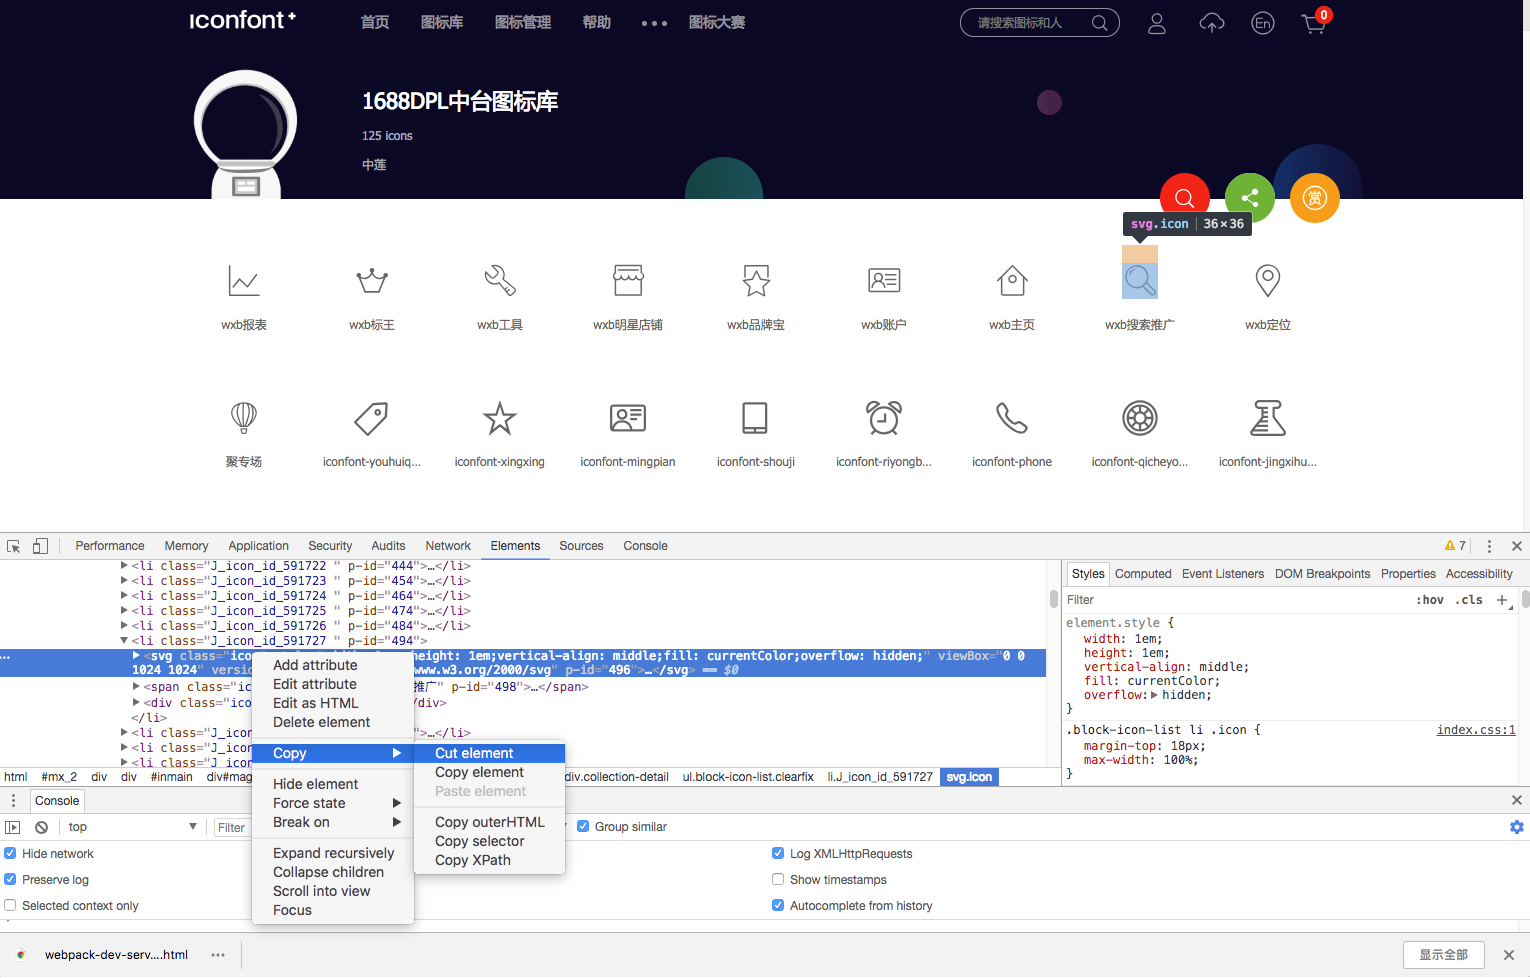 iconfont+
首页 图标库 图标管理 帮助 ••• 图标大赛
请搜索图标和人
En
0
1688DPL中台图标库
125 icons
中莲
赏
svg.icon 36×36
wxb报表 wxb标王 wxb工具 wxb明星店铺 wxb品牌宝 wxb账户 wxb主页 wxb搜索推广 wxb定位
聚专场 iconfont-youhuiq... iconfont-xingxing iconfont-mingpian iconfont-shouji iconfont-riyongb... iconfont-phone iconfont-qicheyo... iconfont-jingxihu...
Performance Memory Application Security Audits Network Elements Sources Console 7
<li class="J_icon_id_591722 " p-id="444">…</li>
<li class="J_icon_id_591723 " p-id="454">…</li>
<li class="J_icon_id_591724 " p-id="464">…</li>
<li class="J_icon_id_591725 " p-id="474">…</li>
<li class="J_icon_id_591726 " p-id="484">…</li>
<li class="J_icon_id_591727 " p-id="494">
<svg class="ico height: 1em;vertical-align: middle;fill: currentColor;overflow: hidden;" viewBox="0 0
1024 1024" versio www.w3.org/2000/svg" p-id="496">…</svg> == $0
<span class="ic 推广" p-id="498">…</span>
<div class="ico /div>
</li>
<li class="J_ic …</li>
<li class="J_ic …</li>
<li class="J_ic
html #mx_2 div div #inmain div#mag div.collection-detail ul.block-icon-list.clearfix li.J_icon_id_591727 svg.icon
Add attribute
Edit attribute
Edit as HTML
Delete element
Copy
Hide element
Force state
Break on
Expand recursively
Collapse children
Scroll into view
Focus
Cut element
Copy element
Paste element
Copy outerHTML
Copy selector
Copy XPath
Styles Computed Event Listeners DOM Breakpoints Properties Accessibility
Filter :hov .cls +
element.style {
width: 1em;
height: 1em;
vertical-align: middle;
fill: currentColor;
overflow: hidden;
}
.block-icon-list li .icon { index.css:1
margin-top: 18px;
max-width: 100%;
}
Console
top Filter Group similar
Hide network Log XMLHttpRequests
Preserve log Show timestamps
Selected context only Autocomplete from history
webpack-dev-serv....html 显示全部